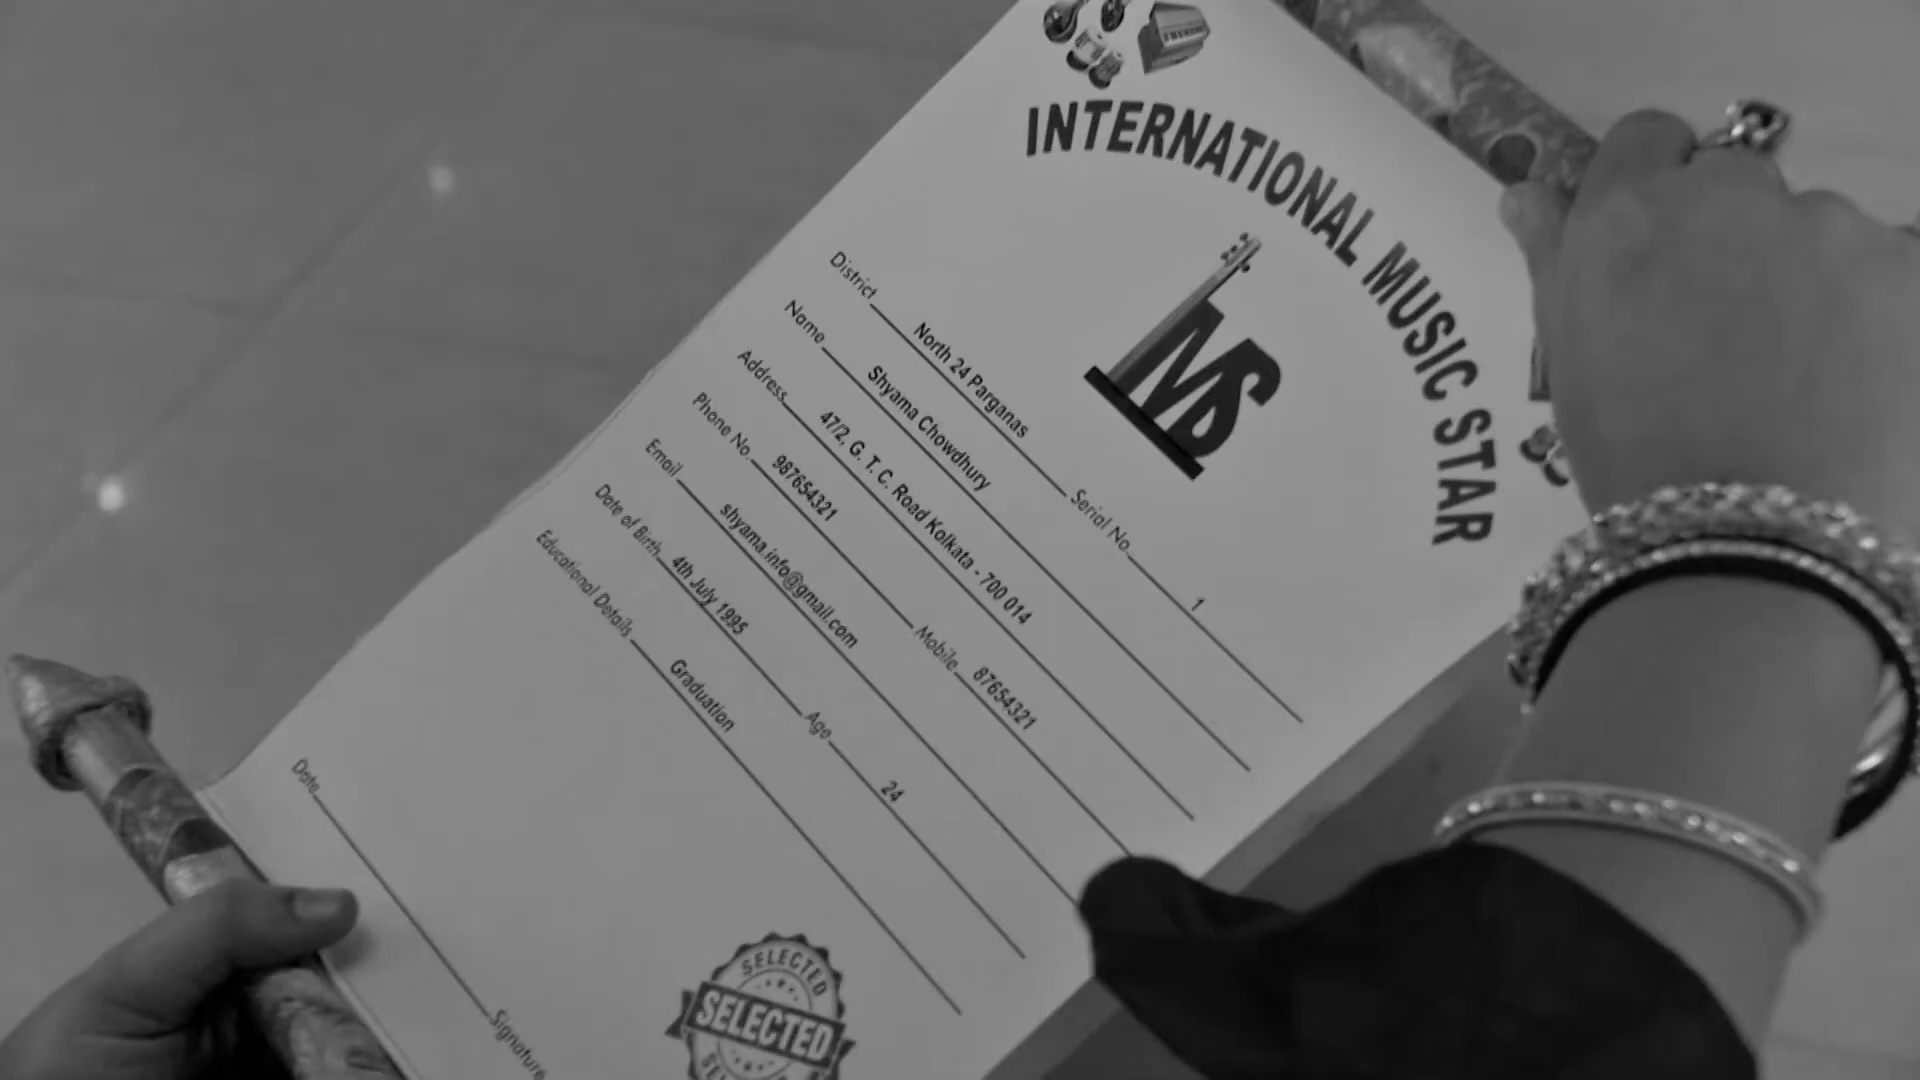 INTERNATIONAL MUSIC STAR
IMS
District North 24 Parganas Serial No. 1
Name Shyama Chowdhury
Address 47/2, G. T. C. Road Kolkata - 700 014
Phone No. 987654321 Mobile 87654321
Email shyama.info@gmail.com
Date of Birth 4th July 1995 Age 24
Educational Details Graduation
Date Signature
SELECTED
SELECTED